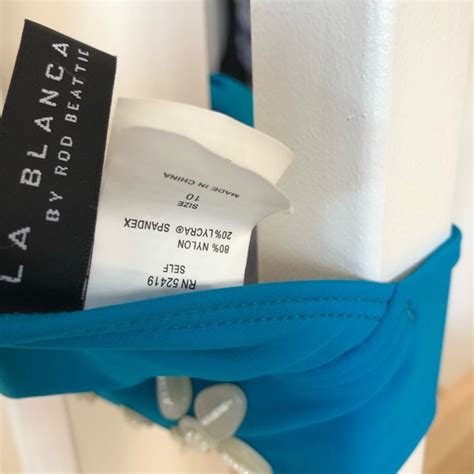 LA BLANCA
BY ROD BEATTIE
RN 52419
SELF
80% NYLON
20%LYCRA® SPANDEX
SIZE
10
MADE IN CHINA